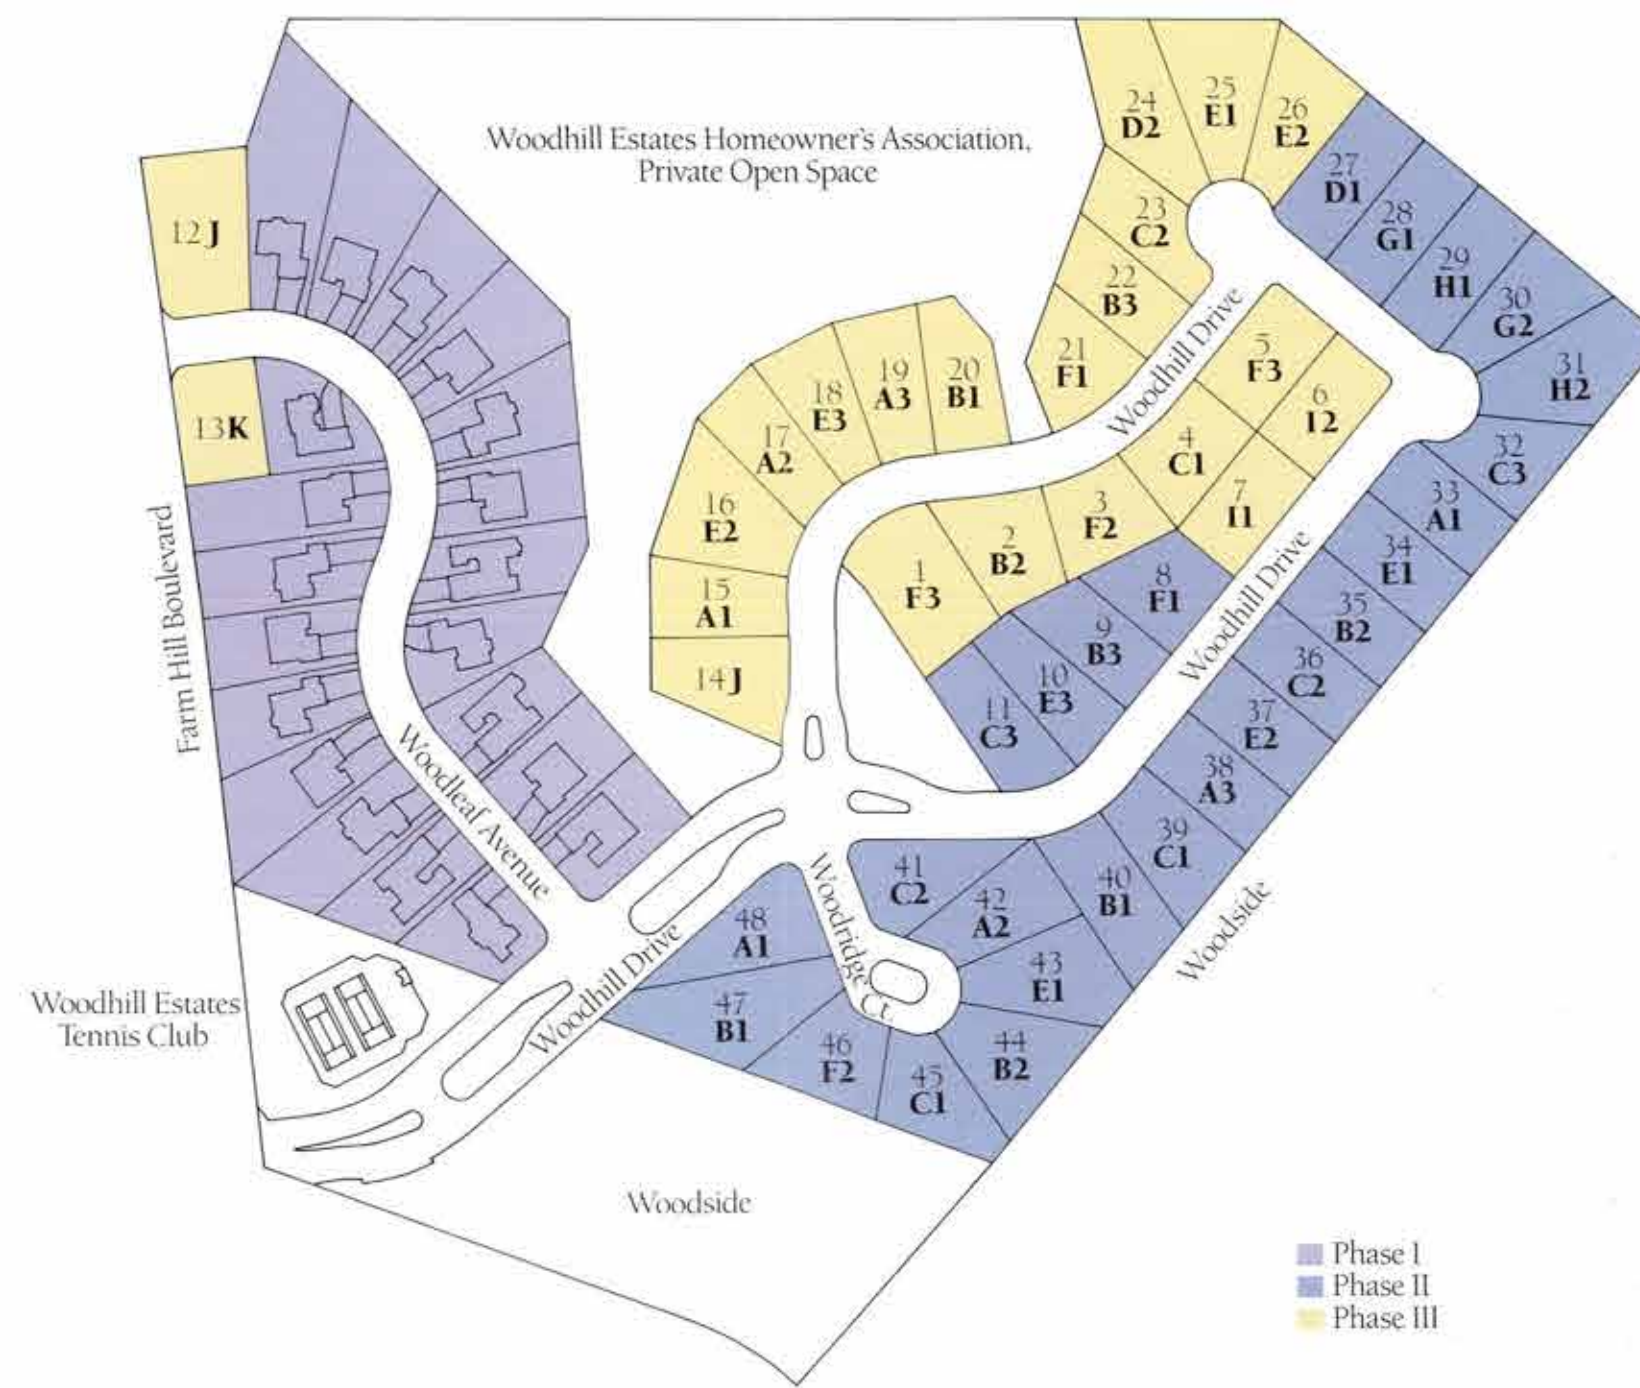 Woodhill Estates Homeowner's Association,
Private Open Space
24
D2
25
E1
26
E2
27
D1
28
G1
29
H1
30
G2
31
H2
32
C3
33
A1
34
E1
35
B2
36
C2
37
E2
38
A3
39
C1
40
B1
23
C2
22
B3
21
F1
20
B1
19
A3
18
E3
17
A2
16
E2
15
A1
14 J
12 J
13 K
5
F3
6
I2
4
C1
7
I1
3
F2
2
B2
1
F3
8
F1
9
B3
10
E3
11
C3
41
C2
42
A2
43
E1
44
B2
45
C1
46
F2
47
B1
48
A1
Woodhill Drive
Woodhill Drive
Woodhill Drive
Woodleaf Avenue
Woodridge Ct.
Farm Hill Boulevard
Woodside
Woodhill Estates
Tennis Club
Woodside
Phase I
Phase II
Phase III